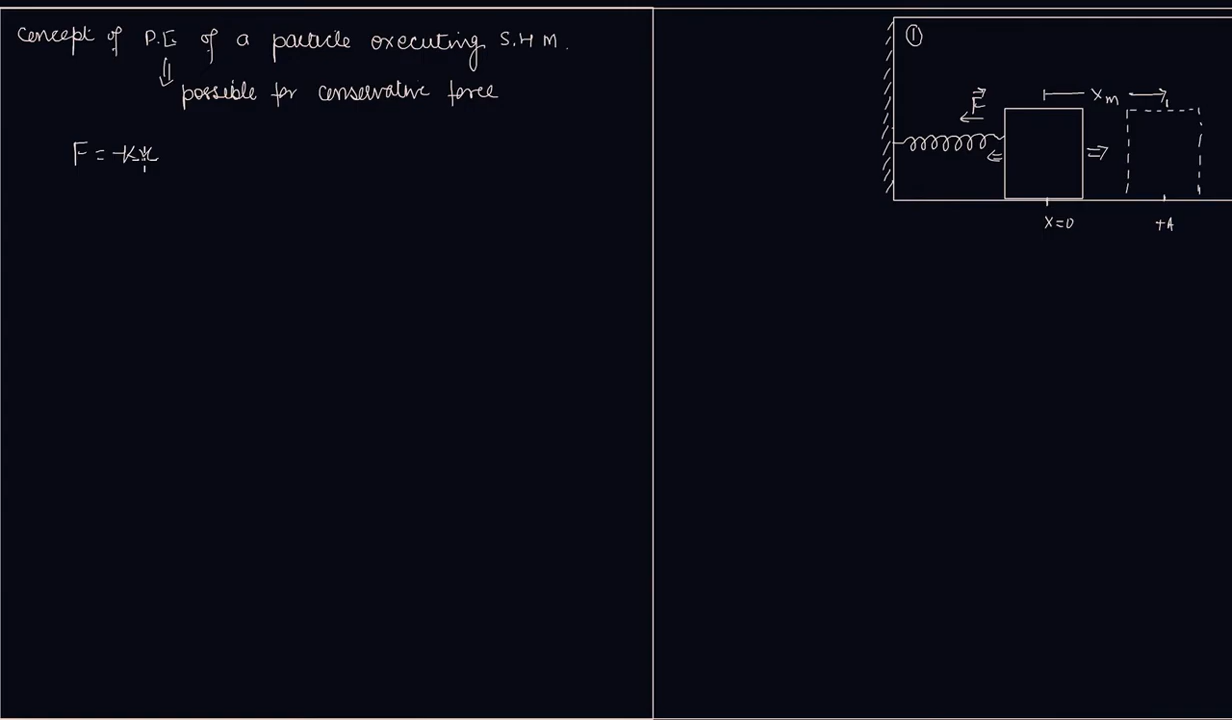 concept of P.E of a particle executing S.H.M.
possible for conservative force
F = -Kx
①
F
xm
x=0
+A